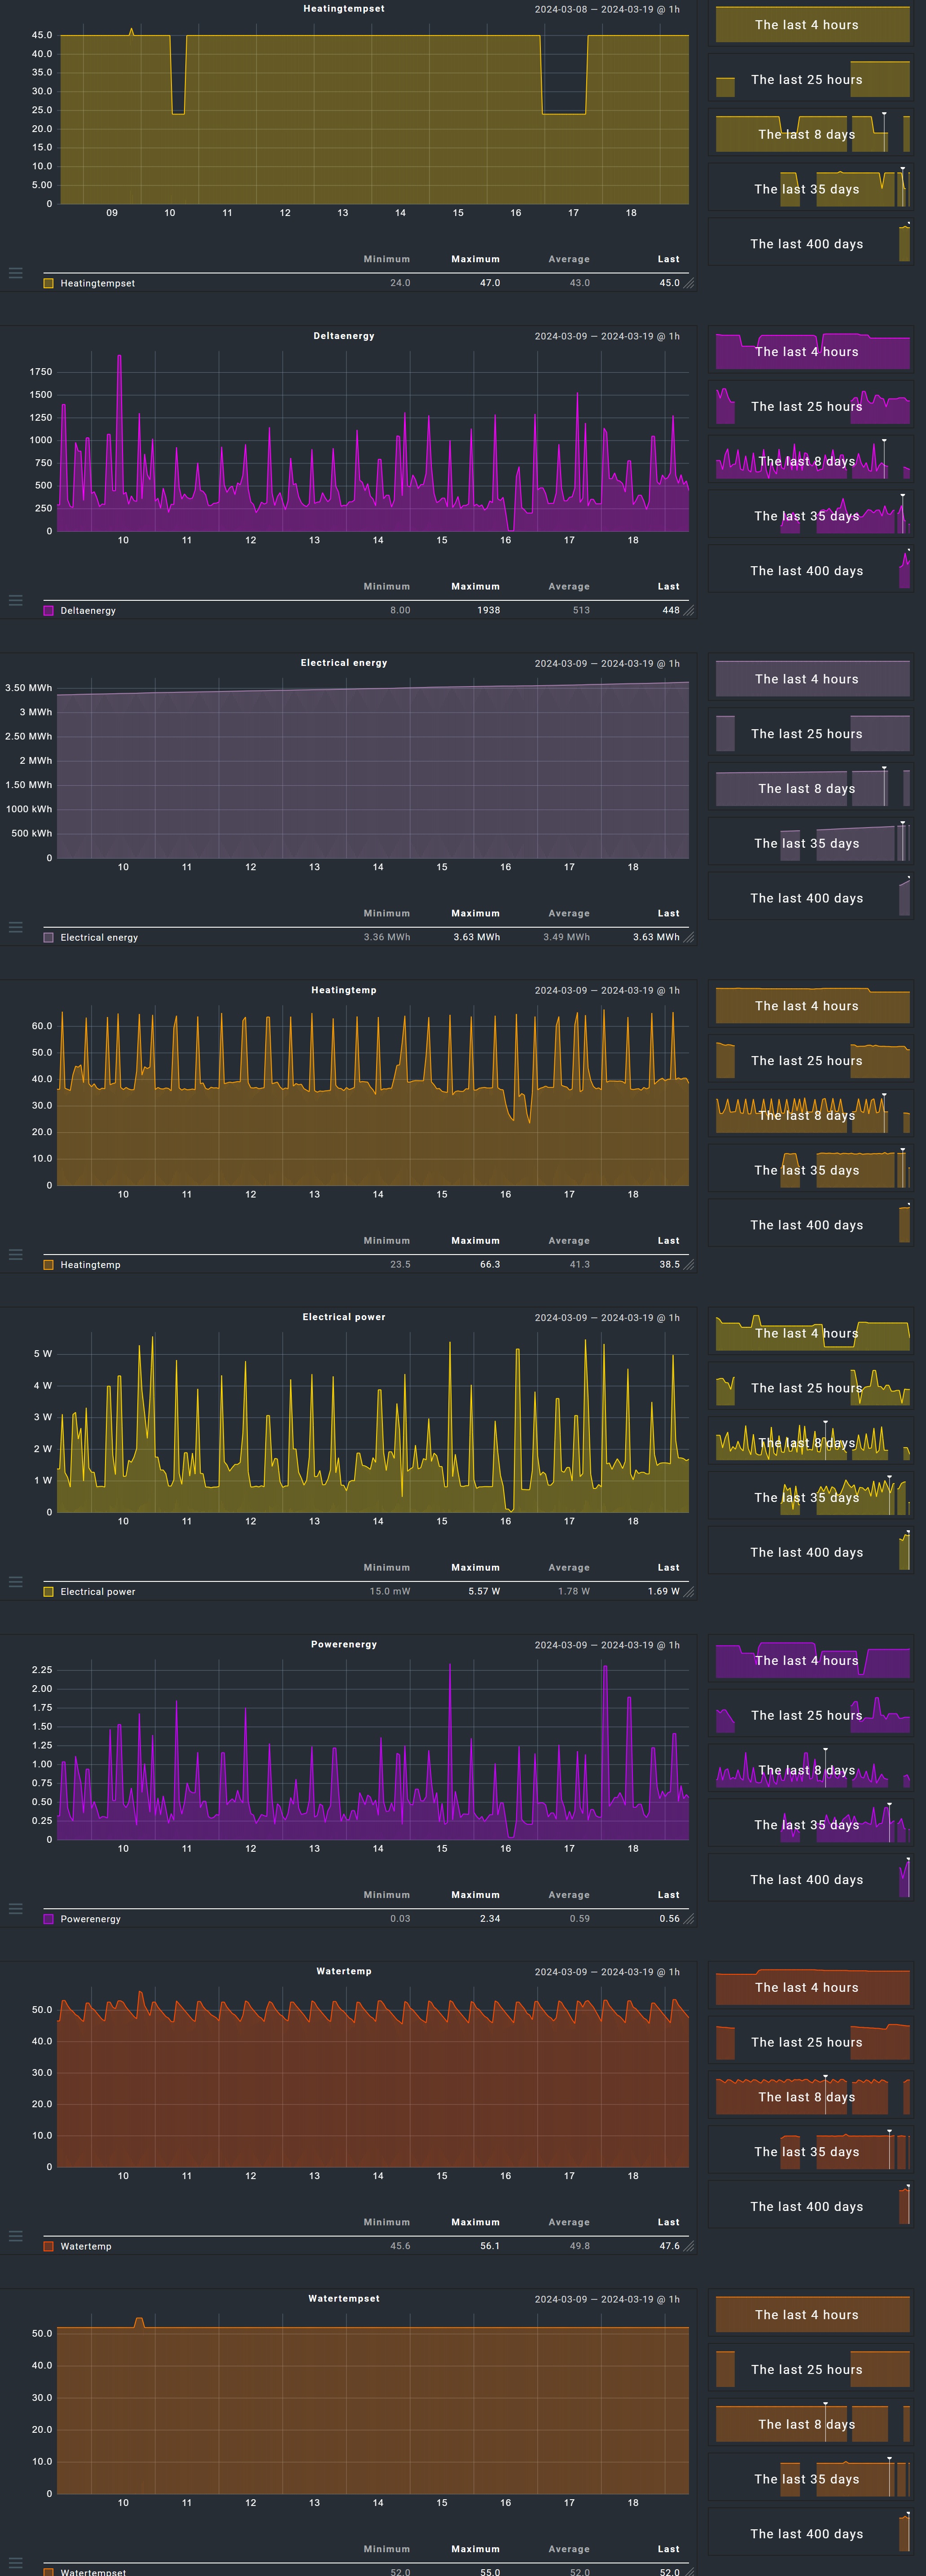 Heatingtempset 2024-03-08 — 2024-03-19 @ 1h
45.0
40.0
35.0
30.0
25.0
20.0
15.0
10.0
5.00
0
09 10 11 12 13 14 15 16 17 18
Minimum Maximum Average Last
Heatingtempset 24.0 47.0 43.0 45.0
The last 4 hours
The last 25 hours
The last 8 days
The last 35 days
The last 400 days
Deltaenergy 2024-03-09 — 2024-03-19 @ 1h
1750
1500
1250
1000
750
500
250
0
10 11 12 13 14 15 16 17 18
Minimum Maximum Average Last
Deltaenergy 8.00 1938 513 448
The last 4 hours
The last 25 hours
The last 8 days
The last 35 days
The last 400 days
Electrical energy 2024-03-09 — 2024-03-19 @ 1h
3.50 MWh
3 MWh
2.50 MWh
2 MWh
1.50 MWh
1000 kWh
500 kWh
0
10 11 12 13 14 15 16 17 18
Minimum Maximum Average Last
Electrical energy 3.36 MWh 3.63 MWh 3.49 MWh 3.63 MWh
The last 4 hours
The last 25 hours
The last 8 days
The last 35 days
The last 400 days
Heatingtemp 2024-03-09 — 2024-03-19 @ 1h
60.0
50.0
40.0
30.0
20.0
10.0
0
10 11 12 13 14 15 16 17 18
Minimum Maximum Average Last
Heatingtemp 23.5 66.3 41.3 38.5
The last 4 hours
The last 25 hours
The last 8 days
The last 35 days
The last 400 days
Electrical power 2024-03-09 — 2024-03-19 @ 1h
5 W
4 W
3 W
2 W
1 W
0
10 11 12 13 14 15 16 17 18
Minimum Maximum Average Last
Electrical power 15.0 mW 5.57 W 1.78 W 1.69 W
The last 4 hours
The last 25 hours
The last 8 days
The last 35 days
The last 400 days
Powerenergy 2024-03-09 — 2024-03-19 @ 1h
2.25
2.00
1.75
1.50
1.25
1.00
0.75
0.50
0.25
0
10 11 12 13 14 15 16 17 18
Minimum Maximum Average Last
Powerenergy 0.03 2.34 0.59 0.56
The last 4 hours
The last 25 hours
The last 8 days
The last 35 days
The last 400 days
Watertemp 2024-03-09 — 2024-03-19 @ 1h
50.0
40.0
30.0
20.0
10.0
0
10 11 12 13 14 15 16 17 18
Minimum Maximum Average Last
Watertemp 45.6 56.1 49.8 47.6
The last 4 hours
The last 25 hours
The last 8 days
The last 35 days
The last 400 days
Watertempset 2024-03-09 — 2024-03-19 @ 1h
50.0
40.0
30.0
20.0
10.0
0
10 11 12 13 14 15 16 17 18
Minimum Maximum Average Last
Watertempset 52.0 55.0 52.0 52.0
The last 4 hours
The last 25 hours
The last 8 days
The last 35 days
The last 400 days